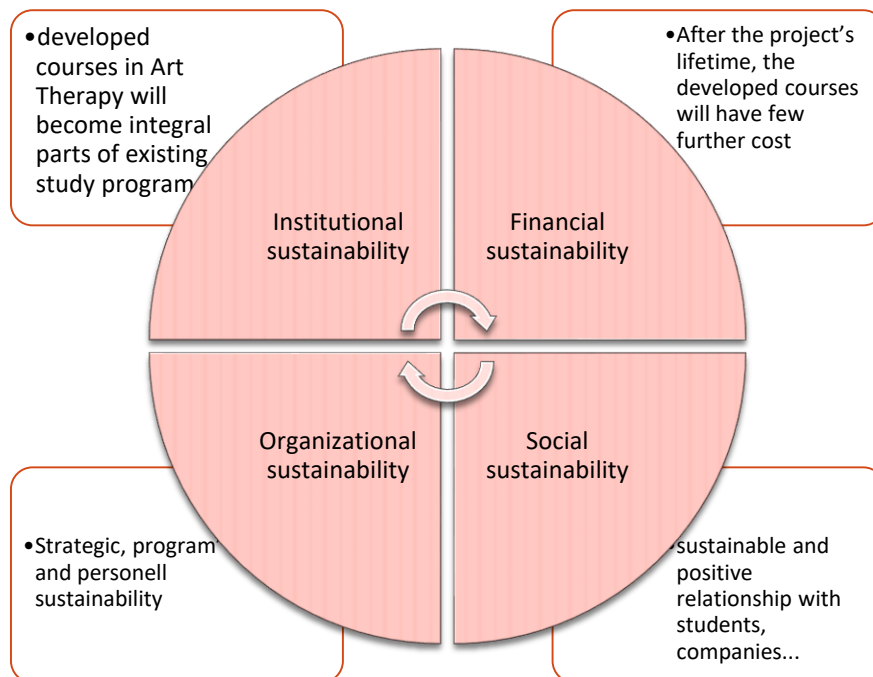 •developed
courses in Art
Therapy will
become integral
parts of existing
study program
•After the project's
lifetime, the
developed courses
will have few
further cost
Institutional
sustainability
Financial
sustainability
Organizational
sustainability
Social
sustainability
•Strategic, program
and personell
sustainability
•sustainable and
positive
relationship with
students,
companies...